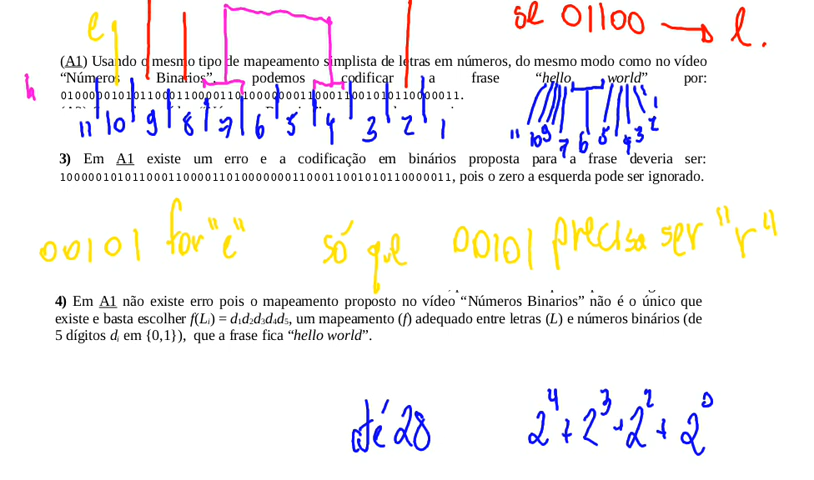 e se 01100 → l.
(A1) Usando o mesmo tipo de mapeamento simplista de letras em números, do mesmo modo como no vídeo
h “Números Binarios”, podemos codificar a frase “hello world” por:
0100000101011000110000110100000001100011001010110000011.
11 10 9 8 7 6 5 4 3 2 1 11 10 9 7 6 5 4 3 2 1
3) Em A1 existe um erro e a codificação em binários proposta para a frase deveria ser:
100000101011000110000110100000001100011001010110000011, pois o zero a esquerda pode ser ignorado.
00101 for "e" só que 00101 precisa ser "r"
4) Em A1 não existe erro pois o mapeamento proposto no vídeo “Números Binarios” não é o único que
existe e basta escolher f(Lᵢ) = d₁d₂d₃d₄d₅, um mapeamento (f) adequado entre letras (L) e números binários (de
5 dígitos dᵢ em {0,1}), que a frase fica “hello world”.
até 28 2⁴ + 2³ + 2² + 2⁰